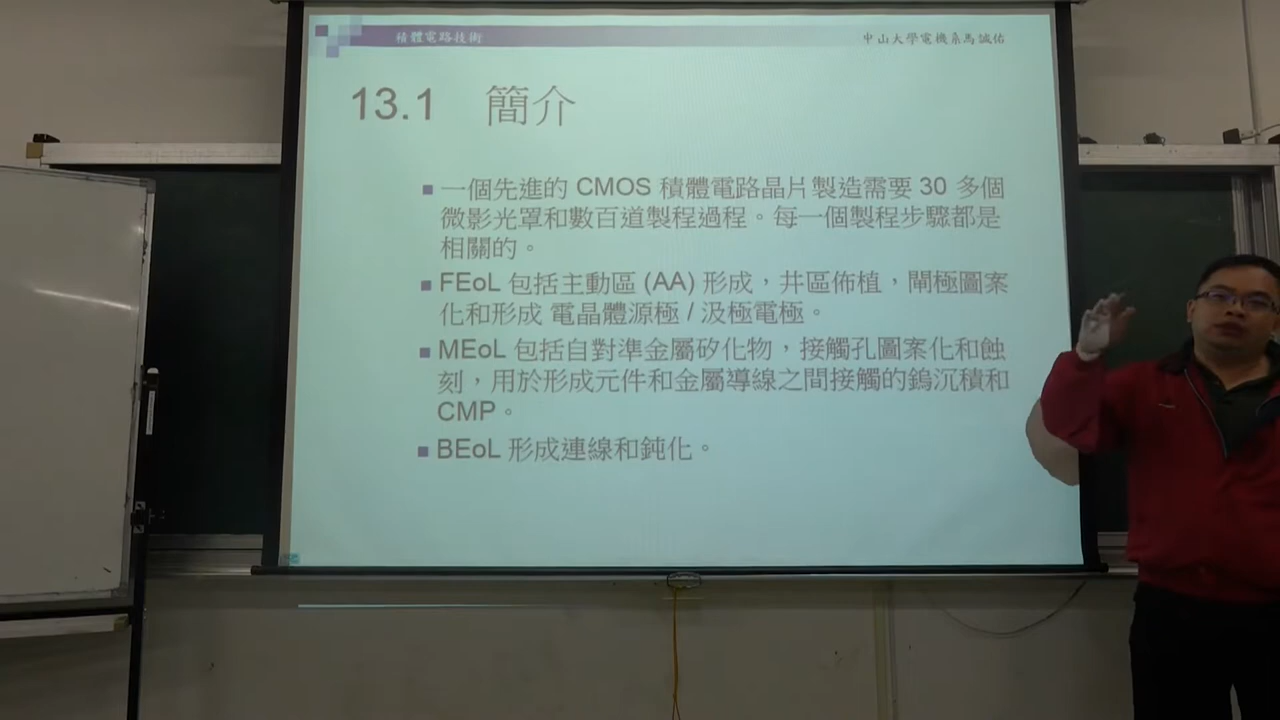 積體電路技術
中山大學電機系馬誠佑
13.1 簡介
一個先進的 CMOS 積體電路晶片製造需要 30 多個
微影光罩和數百道製程過程。每一個製程步驟都是
相關的。
FEoL 包括主動區 (AA) 形成，井區佈植，閘極圖案
化和形成 電晶體源極 / 汲極電極。
MEoL 包括自對準金屬矽化物，接觸孔圖案化和蝕
刻，用於形成元件和金屬導線之間接觸的鎢沉積和
CMP。
BEoL 形成連線和鈍化。